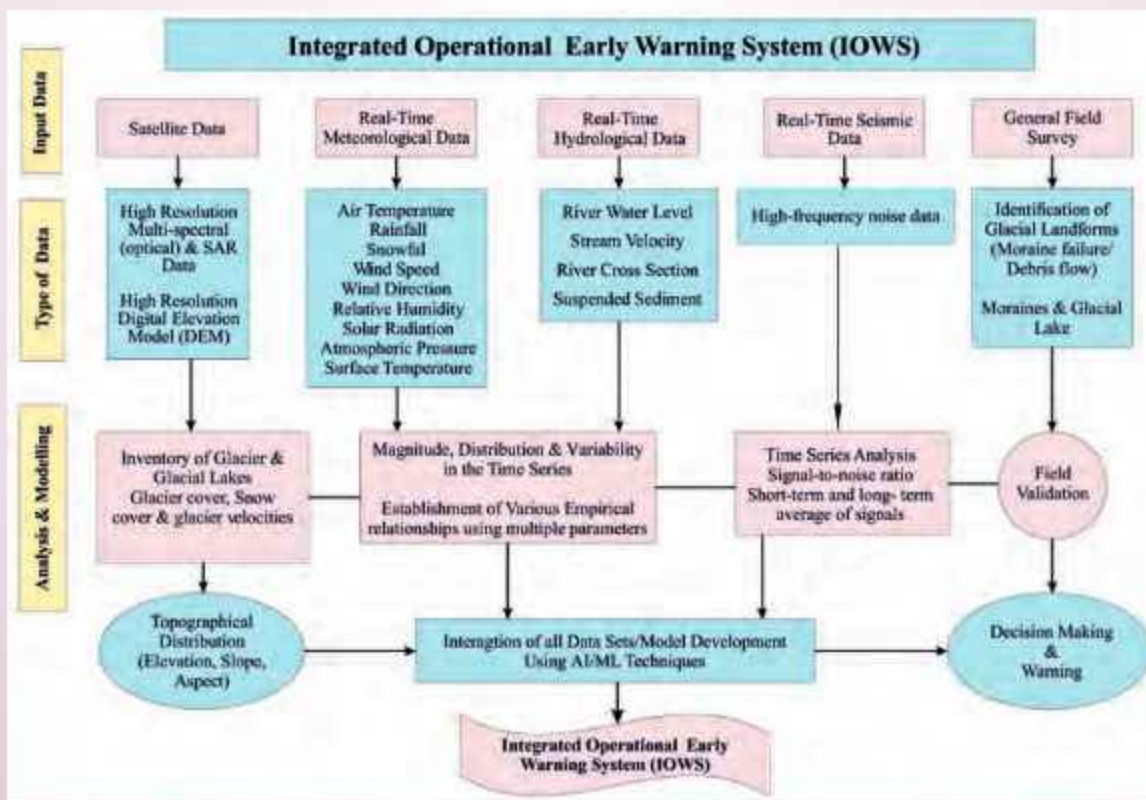 Integrated Operational Early Warning System (IOWS)
Input Data
Satellite Data
Real-Time
Meteorological Data
Real-Time
Hydrological Data
Real-Time Seismic
Data
General Field
Survey
Type of Data
High Resolution
Multi-spectral
(optical) & SAR
Data
High Resolution
Digital Elevation
Model (DEM)
Air Temperature
Rainfall
Snowfal
Wind Speed
Wind Direction
Relative Humidity
Solar Radiation
Atmospheric Pressure
Surface Temperature
River Water Level
Stream Velocity
River Cross Section
Suspended Sediment
High-frequency noise data
Identification of
Glacial Landforms
(Moraine failure/
Debris flow)
Moraines & Glacial
Lake
Analysis & Modelling
Inventory of Glacier &
Glacial Lakes
Glacier cover, Snow
cover & glacier velocities
Magnitude, Distribution & Variability
in the Time Series
Establishment of Various Empirical
relationships using multiple parameters
Time Series Analysis
Signal-to-noise ratio
Short-term and long- term
average of signals
Field
Validation
Topographical
Distribution
(Elevation, Slope,
Aspect)
Interagtion of all Data Sets/Model Development
Using AI/ML Techniques
Decision Making
&
Warning
Integrated Operational Early
Warning System (IOWS)